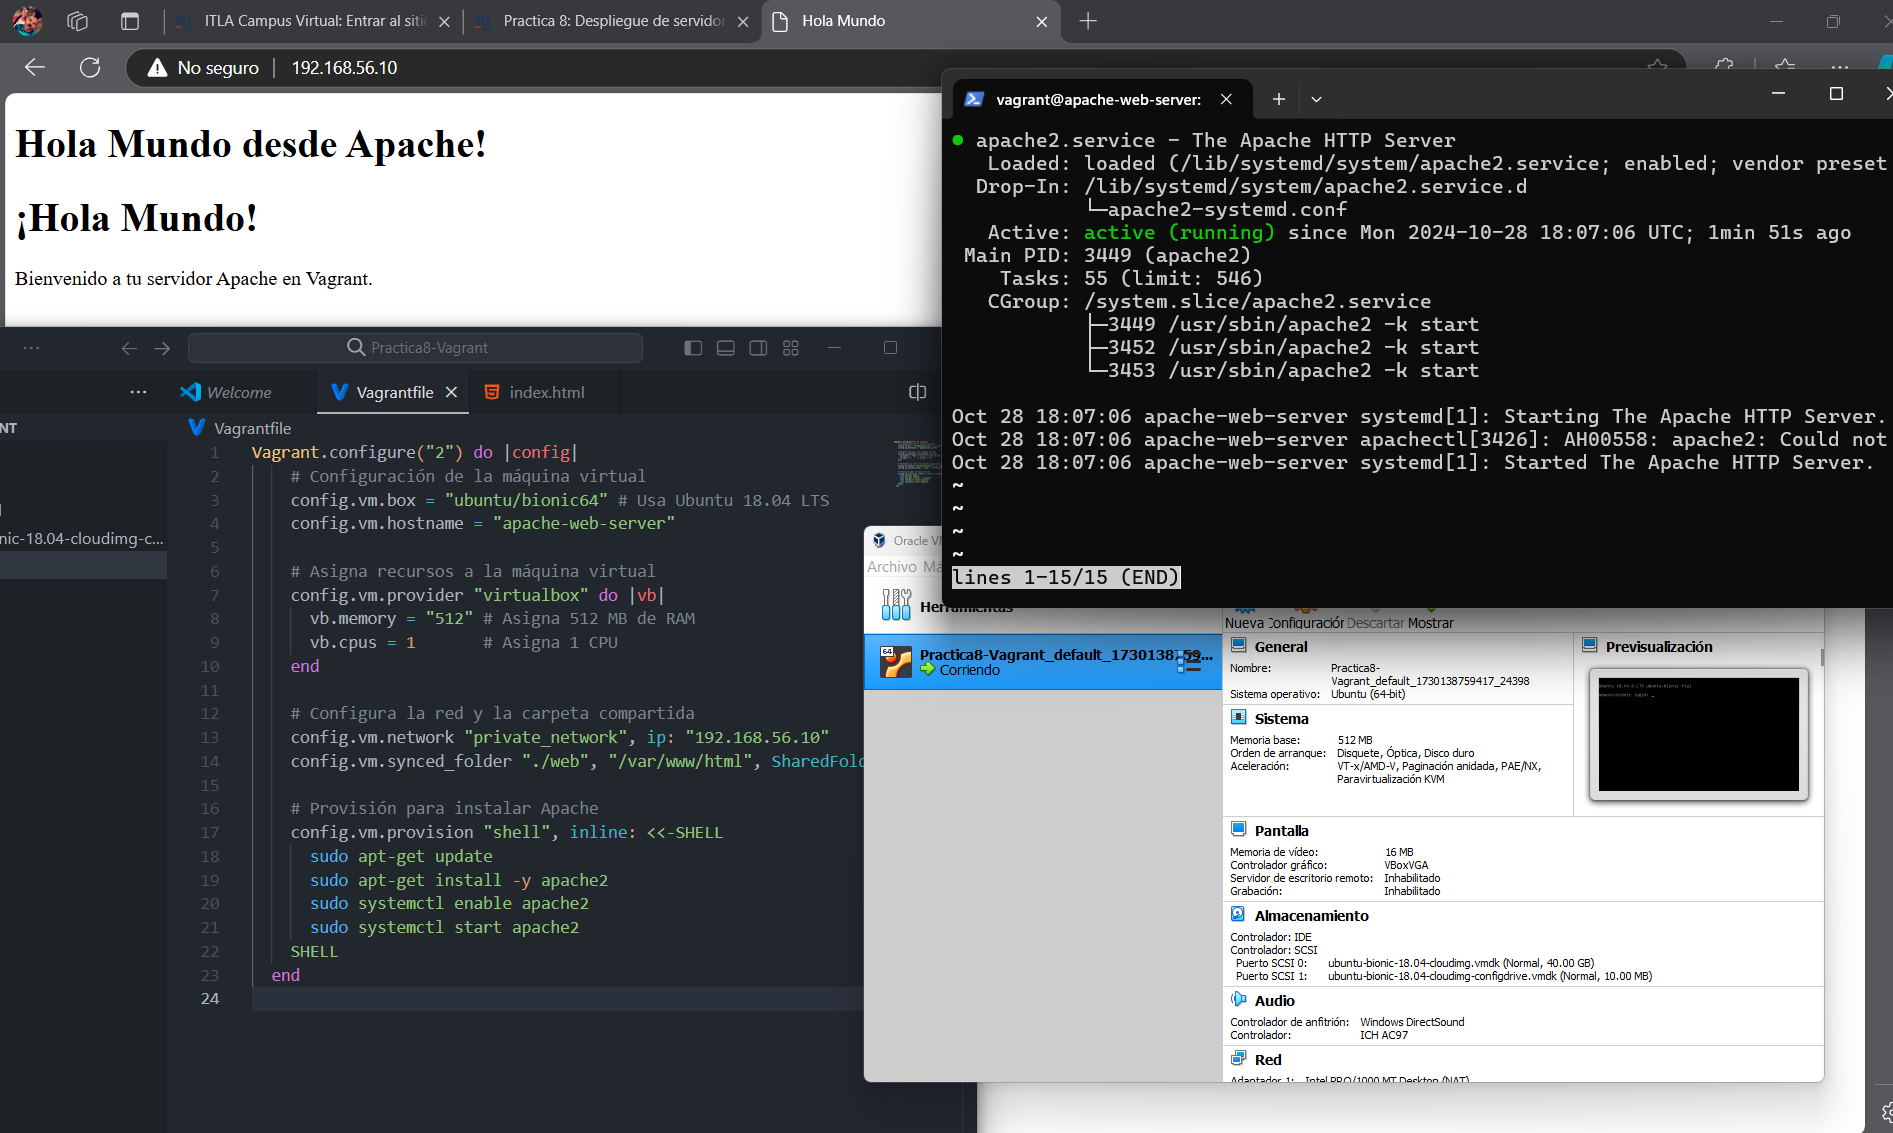 ITLA Campus Virtual: Entrar al sitio
Practica 8: Despliegue de servidor
Hola Mundo
No seguro
192.168.56.10
Hola Mundo desde Apache!
¡Hola Mundo!
Bienvenido a tu servidor Apache en Vagrant.
vagrant@apache-web-server:
● apache2.service - The Apache HTTP Server
Loaded: loaded (/lib/systemd/system/apache2.service; enabled; vendor preset
Drop-In: /lib/systemd/system/apache2.service.d
└─apache2-systemd.conf
Active: active (running) since Mon 2024-10-28 18:07:06 UTC; 1min 51s ago
Main PID: 3449 (apache2)
Tasks: 55 (limit: 546)
CGroup: /system.slice/apache2.service
├─3449 /usr/sbin/apache2 -k start
├─3452 /usr/sbin/apache2 -k start
└─3453 /usr/sbin/apache2 -k start
Oct 28 18:07:06 apache-web-server systemd[1]: Starting The Apache HTTP Server.
Oct 28 18:07:06 apache-web-server apachectl[3426]: AH00558: apache2: Could not
Oct 28 18:07:06 apache-web-server systemd[1]: Started The Apache HTTP Server.
~
~
~
~
lines 1-15/15 (END)
Practica8-Vagrant
Welcome
Vagrantfile
index.html
NT
nic-18.04-cloudimg-c...
Vagrantfile
1 Vagrant.configure("2") do |config|
2 # Configuración de la máquina virtual
3 config.vm.box = "ubuntu/bionic64" # Usa Ubuntu 18.04 LTS
4 config.vm.hostname = "apache-web-server"
5
6 # Asigna recursos a la máquina virtual
7 config.vm.provider "virtualbox" do |vb|
8 vb.memory = "512" # Asigna 512 MB de RAM
9 vb.cpus = 1 # Asigna 1 CPU
10 end
11
12 # Configura la red y la carpeta compartida
13 config.vm.network "private_network", ip: "192.168.56.10"
14 config.vm.synced_folder "./web", "/var/www/html", SharedFold
15
16 # Provisión para instalar Apache
17 config.vm.provision "shell", inline: <<-SHELL
18 sudo apt-get update
19 sudo apt-get install -y apache2
20 sudo systemctl enable apache2
21 sudo systemctl start apache2
22 SHELL
23 end
24
Oracle VM
Archivo Má
Herramientas
64
Practica8-Vagrant_default_1730138759...
Corriendo
Nueva Configuración Descartar Mostrar
General
Nombre: Practica8-
Vagrant_default_1730138759417_24398
Sistema operativo: Ubuntu (64-bit)
Previsualización
Sistema
Memoria base: 512 MB
Orden de arranque: Disquete, Óptica, Disco duro
Aceleración: VT-x/AMD-V, Paginación anidada, PAE/NX,
Paravirtualización KVM
Pantalla
Memoria de vídeo: 16 MB
Controlador gráfico: VBoxVGA
Servidor de escritorio remoto: Inhabilitado
Grabación: Inhabilitado
Almacenamiento
Controlador: IDE
Controlador: SCSI
Puerto SCSI 0: ubuntu-bionic-18.04-cloudimg.vmdk (Normal, 40.00 GB)
Puerto SCSI 1: ubuntu-bionic-18.04-cloudimg-configdrive.vmdk (Normal, 10.00 MB)
Audio
Controlador de anfitrión: Windows DirectSound
Controlador: ICH AC97
Red
Adaptador 1: Intel PRO/1000 MT Desktop (NAT)